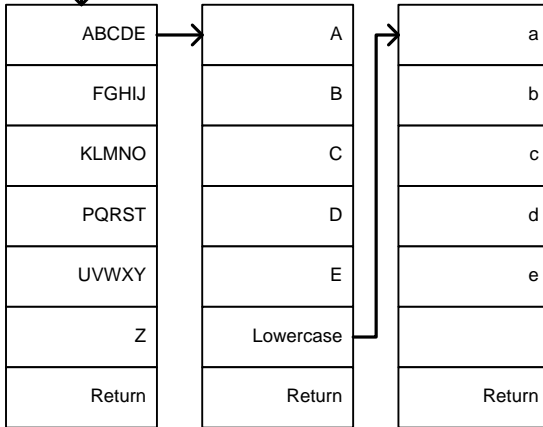 ABCDE
FGHIJ
KLMNO
PQRST
UVWXY
Z
Return
A
B
C
D
E
Lowercase
Return
a
b
c
d
e
Return